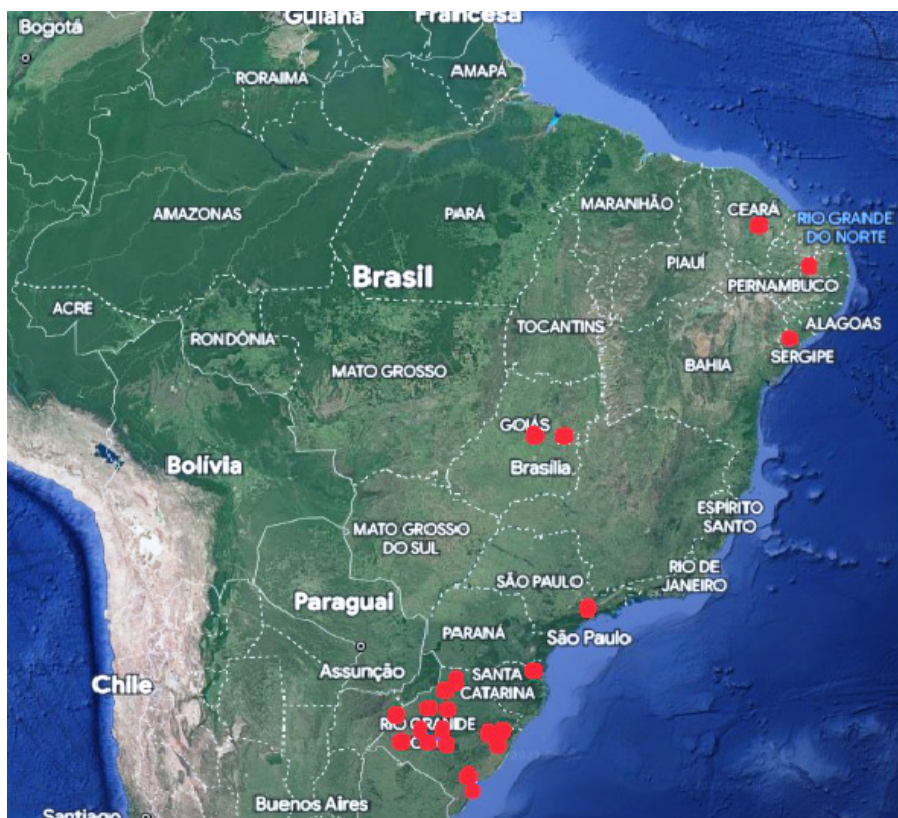 Guiana
Francesa
Bogotá
RORAIMA
AMAPÁ
AMAZONAS
PARÁ
MARANHÃO
CEARÁ
RIO GRANDE
DO NORTE
PIAUÍ
Brasil
PERNAMBUCO
ACRE
TOCANTINS
ALAGOAS
RONDÔNIA
SERGIPE
MATO GROSSO
BAHIA
GOIÁS
Bolívia
Brasília
ESPÍRITO
SANTO
MATO GROSSO
DO SUL
RIO DE
JANEIRO
SÃO PAULO
Paraguai
PARANÁ
São Paulo
Assunção
SANTA
CATARINA
Chile
RIO GRANDE
Buenos Aires
Santiago